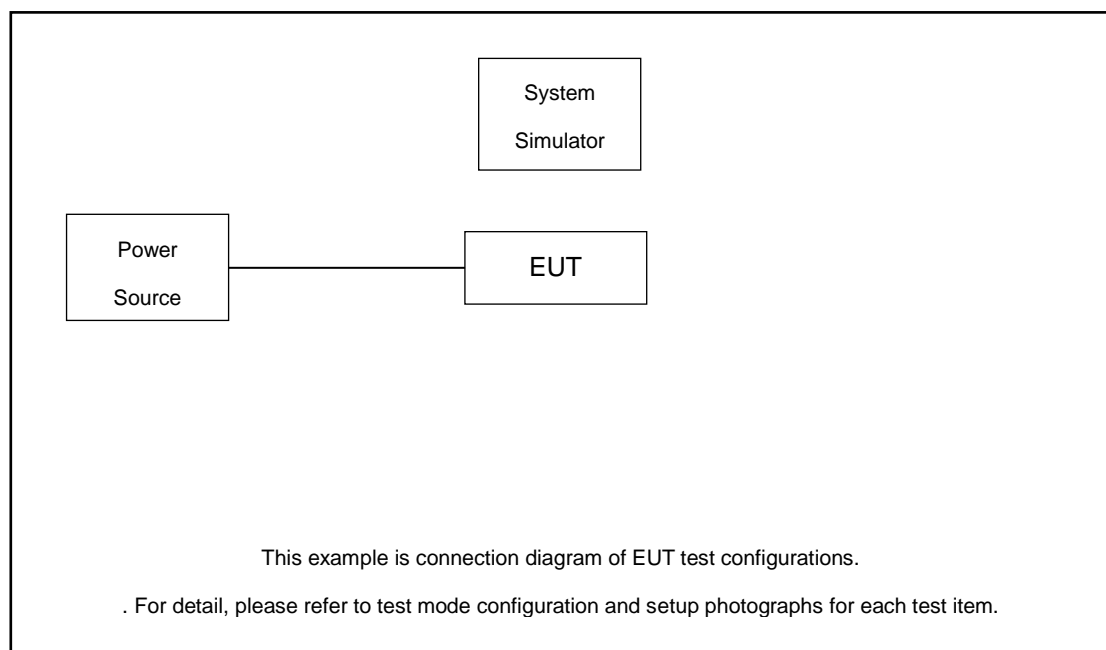 System
Simulator
Power
Source
EUT
This example is connection diagram of EUT test configurations.
. For detail, please refer to test mode configuration and setup photographs for each test item.